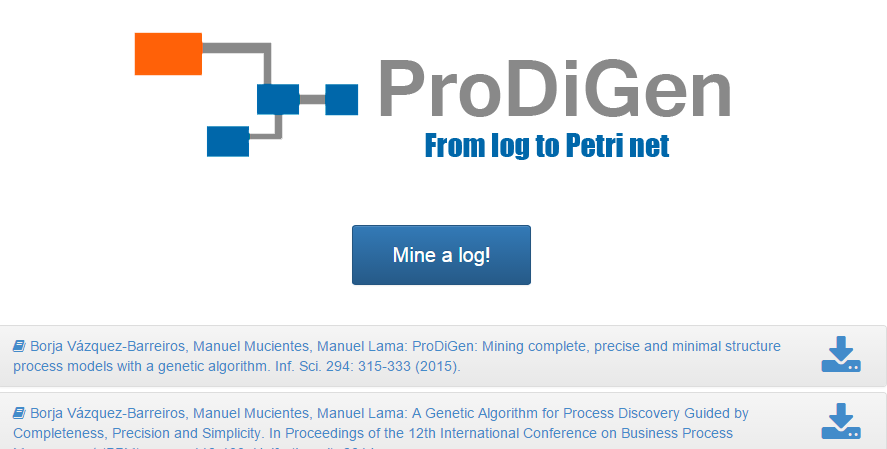 ProDiGen
From log to Petri net
Mine a log!
Borja Vázquez-Barreiros, Manuel Mucientes, Manuel Lama: ProDiGen: Mining complete, precise and minimal structure
process models with a genetic algorithm. Inf. Sci. 294: 315-333 (2015).
Borja Vázquez-Barreiros, Manuel Mucientes, Manuel Lama: A Genetic Algorithm for Process Discovery Guided by
Completeness, Precision and Simplicity. In Proceedings of the 12th International Conference on Business Process